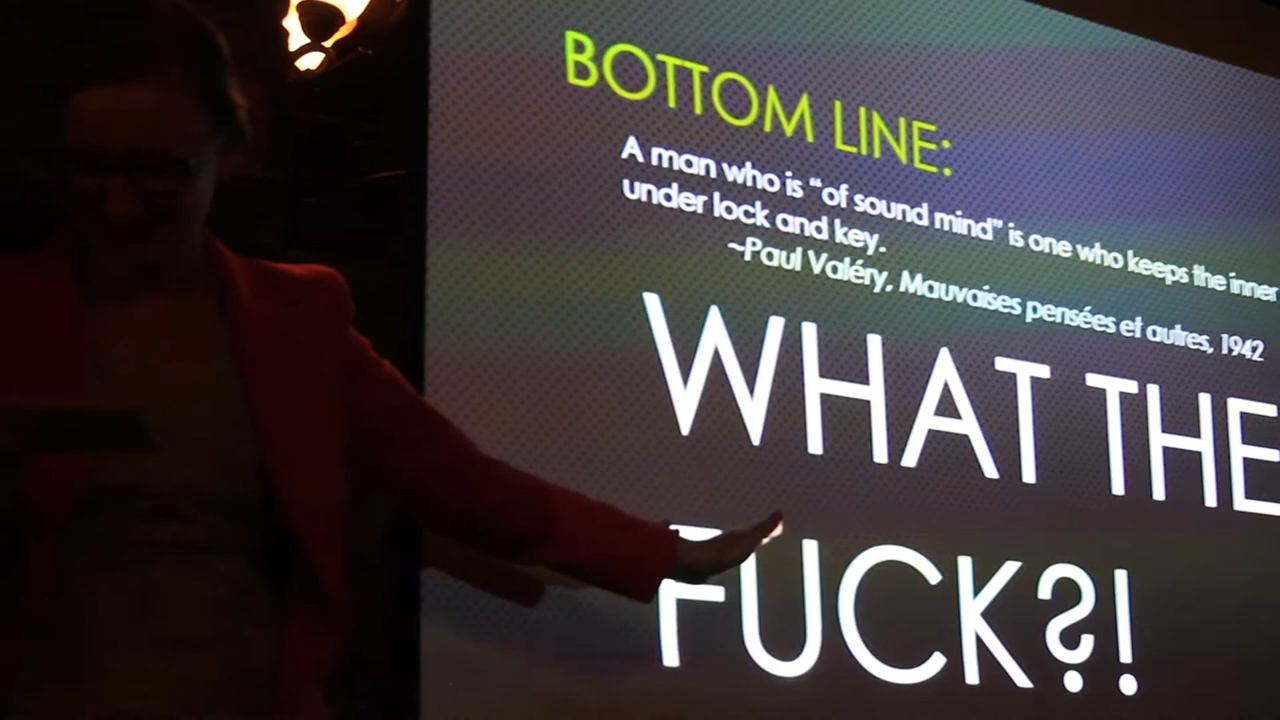 BOTTOM LINE:
A man who is “of sound mind” is one who keeps the inner
under lock and key.
~Paul Valéry, Mauvaises pensées et autres, 1942
WHAT THE
FUCK?!